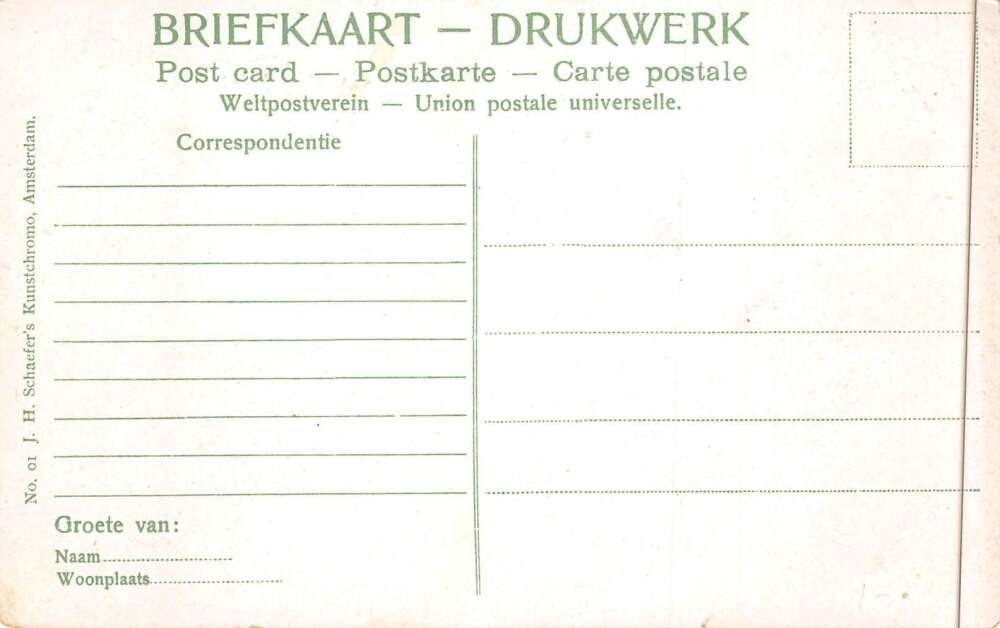 BRIEFKAART — DRUKWERK
Post card — Postkarte — Carte postale
Weltpostverein — Union postale universelle.
Correspondentie
Groete van:
Naam
Woonplaats
No. 01 J. H. Schaefer's Kunstchromo, Amsterdam.